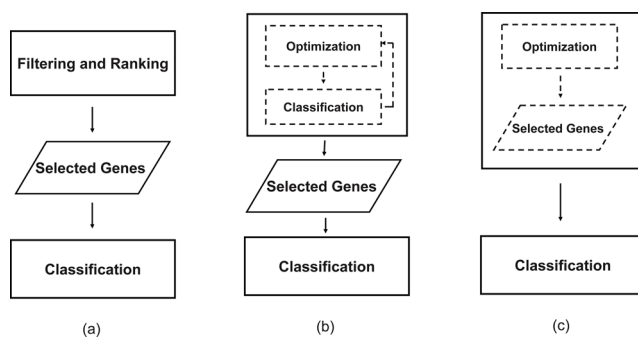 Filtering and Ranking
Selected Genes
Classification
(a)
Optimization
Classification
Selected Genes
Classification
(b)
Optimization
Selected Genes
Classification
(c)